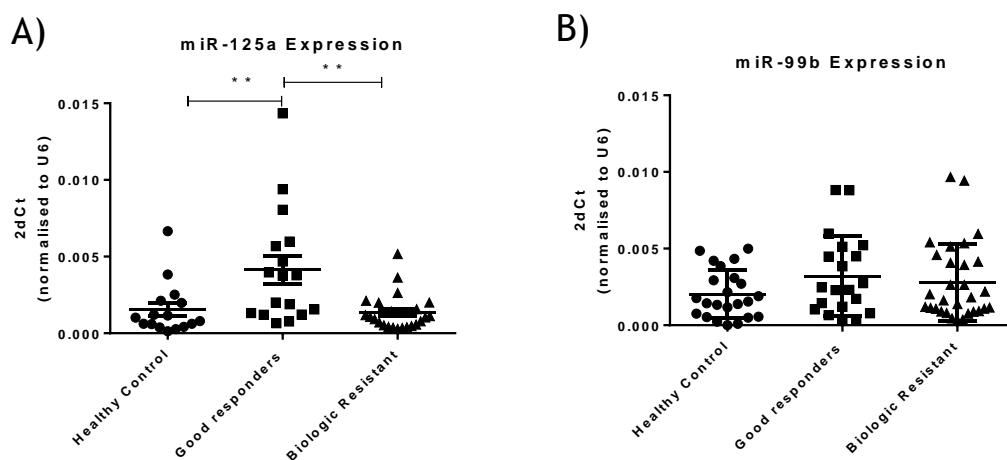 A)
miR-125a Expression
** **
0.015
0.010
0.005
0.000
2dCt
(normalised to U6)
Healthy Control
Good responders
Biologic Resistant
B)
miR-99b Expression
0.015
0.010
0.005
0.000
2dCt
(normalised to U6)
Healthy Control
Good responders
Biologic Resistant